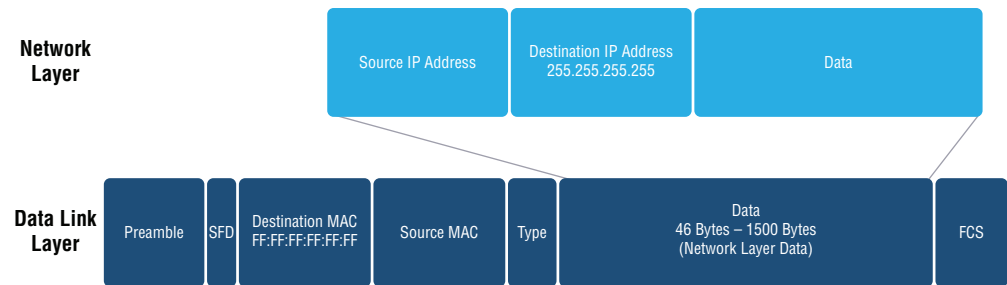 Network
Layer
Source IP Address
Destination IP Address
255.255.255.255
Data
Data Link
Layer
Preamble
SFD
Destination MAC
FF:FF:FF:FF:FF:FF
Source MAC
Type
Data
46 Bytes – 1500 Bytes
(Network Layer Data)
FCS